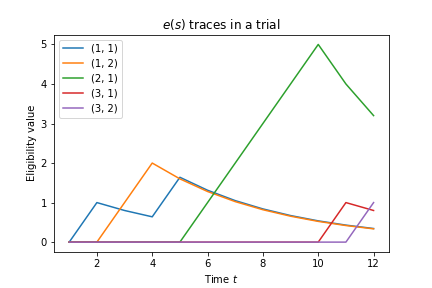 e(s) traces in a trial
Eligibility value
5
4
3
2
1
0
(1, 1)
(1, 2)
(2, 1)
(3, 1)
(3, 2)
2 4 6 8 10 12
Time t